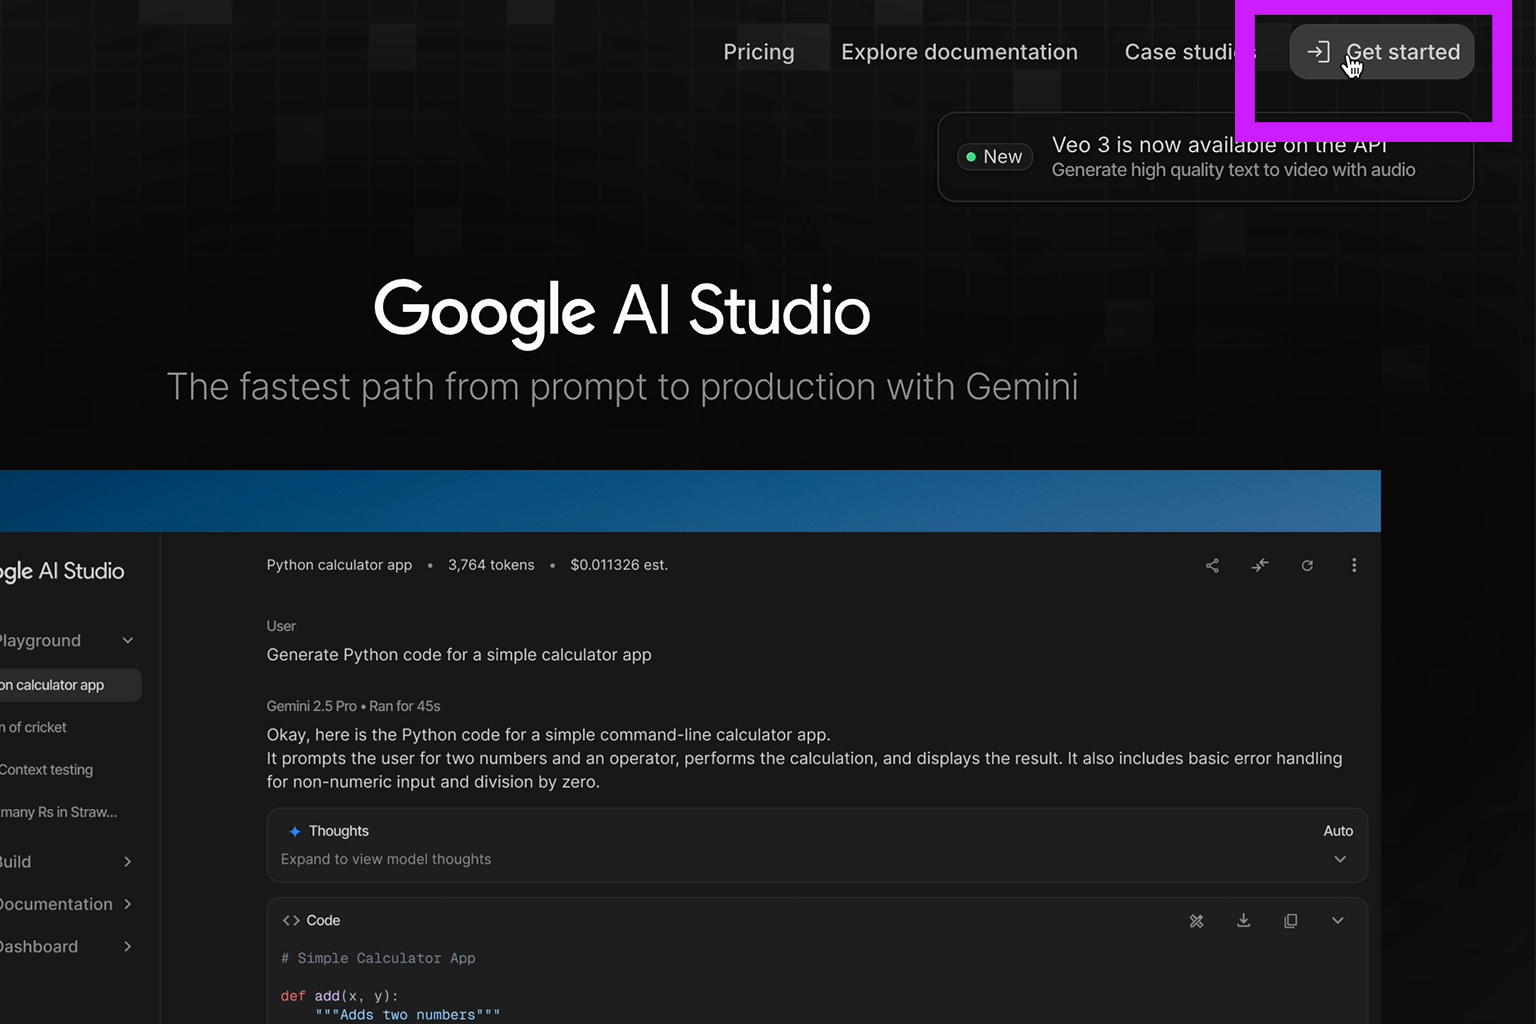 Pricing
Explore documentation
Case studies
Get started
New
Veo 3 is now available on the API
Generate high quality text to video with audio
Google AI Studio
The fastest path from prompt to production with Gemini
ogle AI Studio
Playground
on calculator app
n of cricket
Context testing
many Rs in Straw...
Build
Documentation
Dashboard
Python calculator app • 3,764 tokens • $0.011326 est.
User
Generate Python code for a simple calculator app
Gemini 2.5 Pro • Ran for 45s
Okay, here is the Python code for a simple command-line calculator app.
It prompts the user for two numbers and an operator, performs the calculation, and displays the result. It also includes basic error handling
for non-numeric input and division by zero.
Thoughts
Auto
Expand to view model thoughts
<> Code
# Simple Calculator App
def add(x, y):
"""Adds two numbers"""